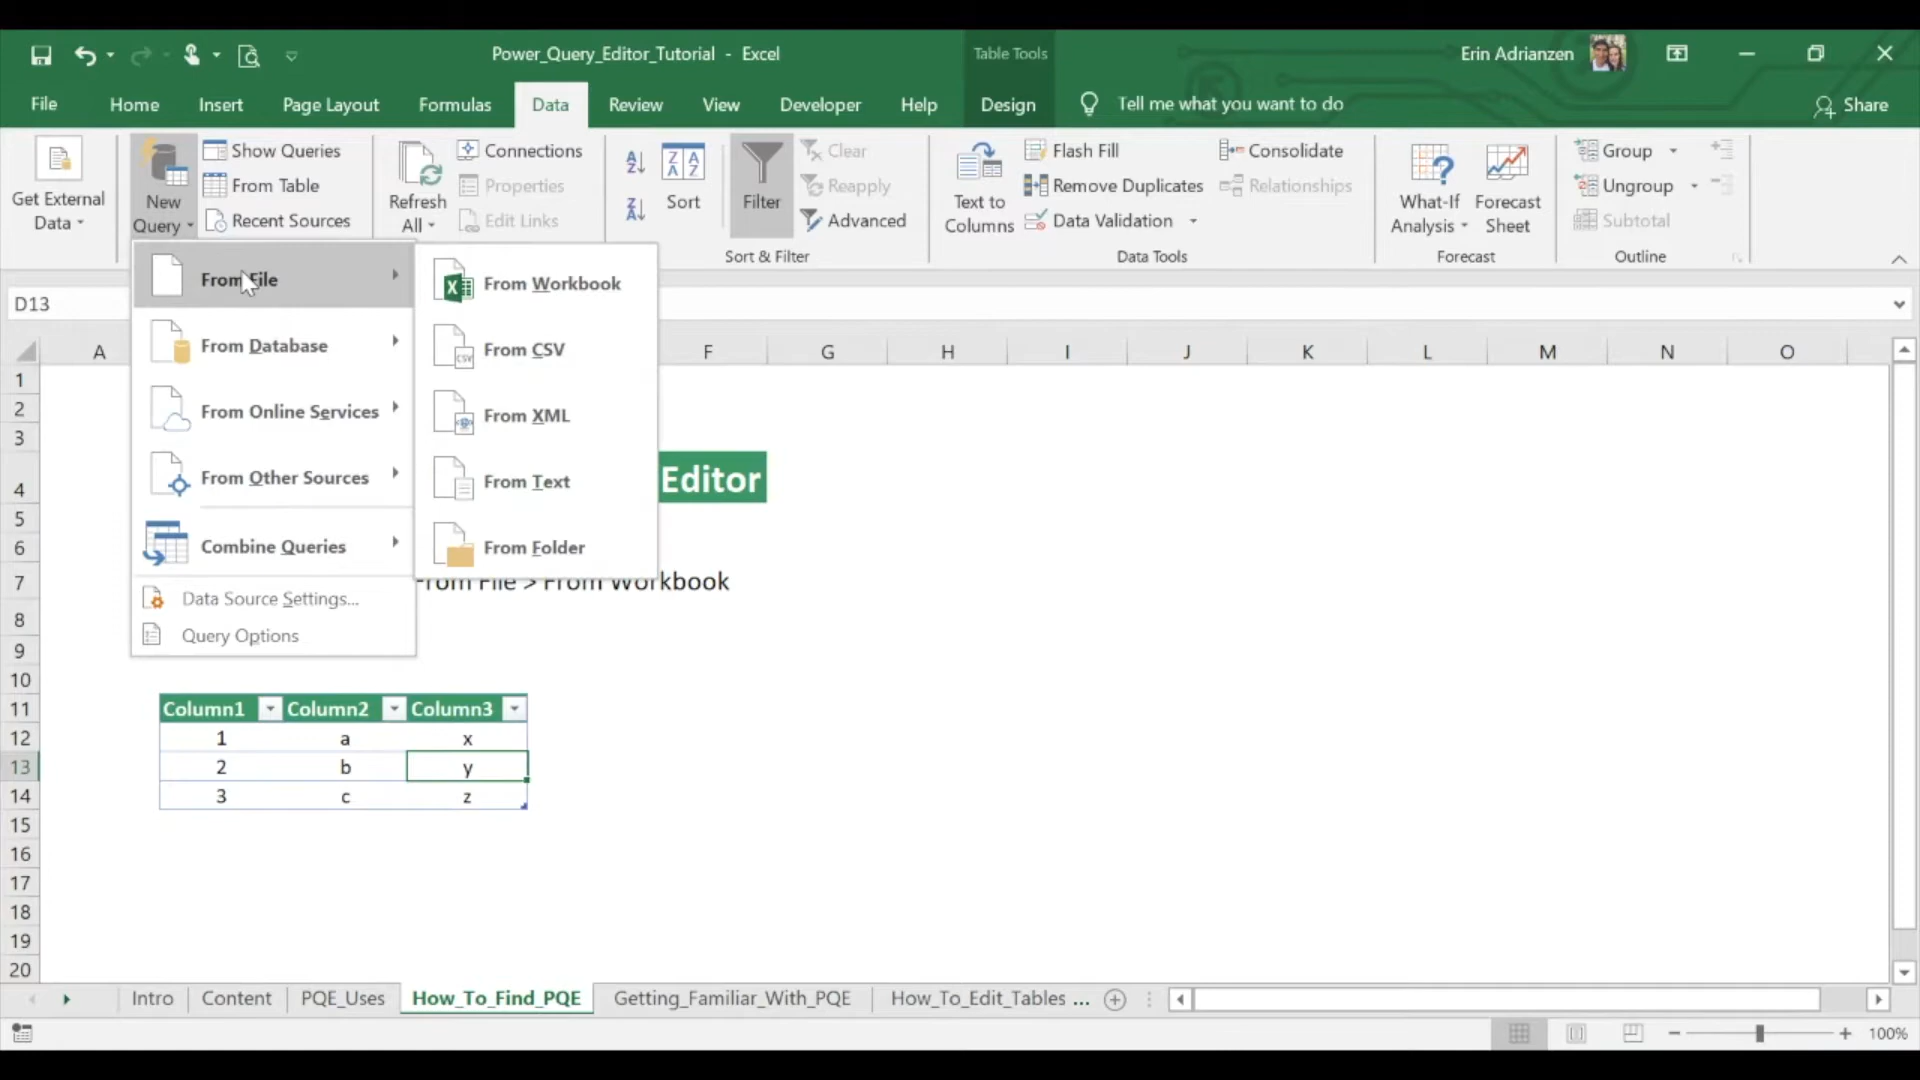 Power_Query_Editor_Tutorial - Excel
Table Tools
Erin Adrianzen
File Home Insert Page Layout Formulas Data Review View Developer Help Design Tell me what you want to do Share
Get External Data
New Query
Show Queries
From Table
Recent Sources
Refresh All
Connections
Properties
Edit Links
Sort
Filter
Clear
Reapply
Advanced
Sort & Filter
Text to Columns
Flash Fill
Remove Duplicates
Data Validation
Consolidate
Relationships
Data Tools
What-If Analysis
Forecast Sheet
Forecast
Group
Ungroup
Subtotal
Outline
From File
From Database
From Online Services
From Other Sources
Combine Queries
Data Source Settings...
Query Options
From Workbook
From CSV
From XML
From Text
From Folder
D13
A F G H I J K L M N O
1
2
3
4 Editor
5
6
7 From File > From Workbook
8
9
10
11 Column1 Column2 Column3
12 1 a x
13 2 b y
14 3 c z
15
16
17
18
19
20
Intro Content PQE_Uses How_To_Find_PQE Getting_Familiar_With_PQE How_To_Edit_Tables ...
100%